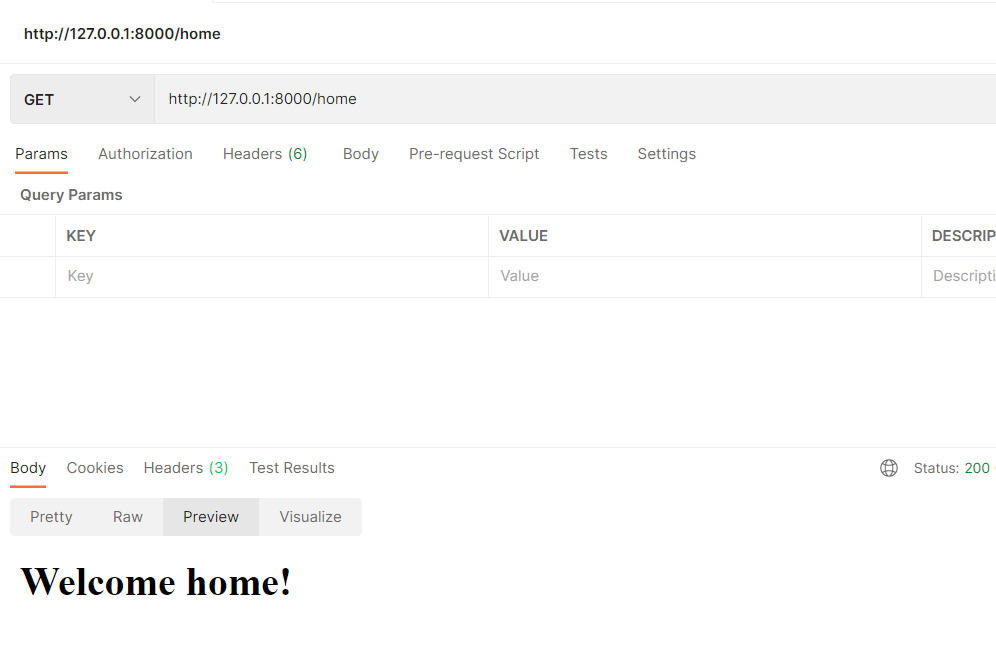 http://127.0.0.1:8000/home
GET http://127.0.0.1:8000/home
Params Authorization Headers (6) Body Pre-request Script Tests Settings
Query Params
KEY VALUE DESCRIP
Key Value Descripti
Body Cookies Headers (3) Test Results Status: 200
Pretty Raw Preview Visualize
Welcome home!